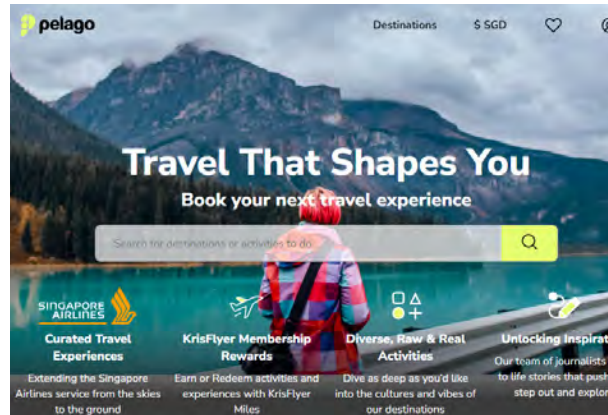 pelago
Destinations
$ SGD
Travel That Shapes You
Book your next travel experience
Search for destinations or activities to do
SINGAPORE
AIRLINES
Curated Travel
Experiences
Extending the Singapore
Airlines service from the skies
to the ground
KrisFlyer Membership
Rewards
Earn or Redeem activities and
experiences with KrisFlyer
Miles
Diverse, Raw & Real
Activities
Dive as deep as you'd like
into the cultures and vibes of
our destinations
Unlocking Inspirat
Our team of journalists
to life stories that push
step out and explo